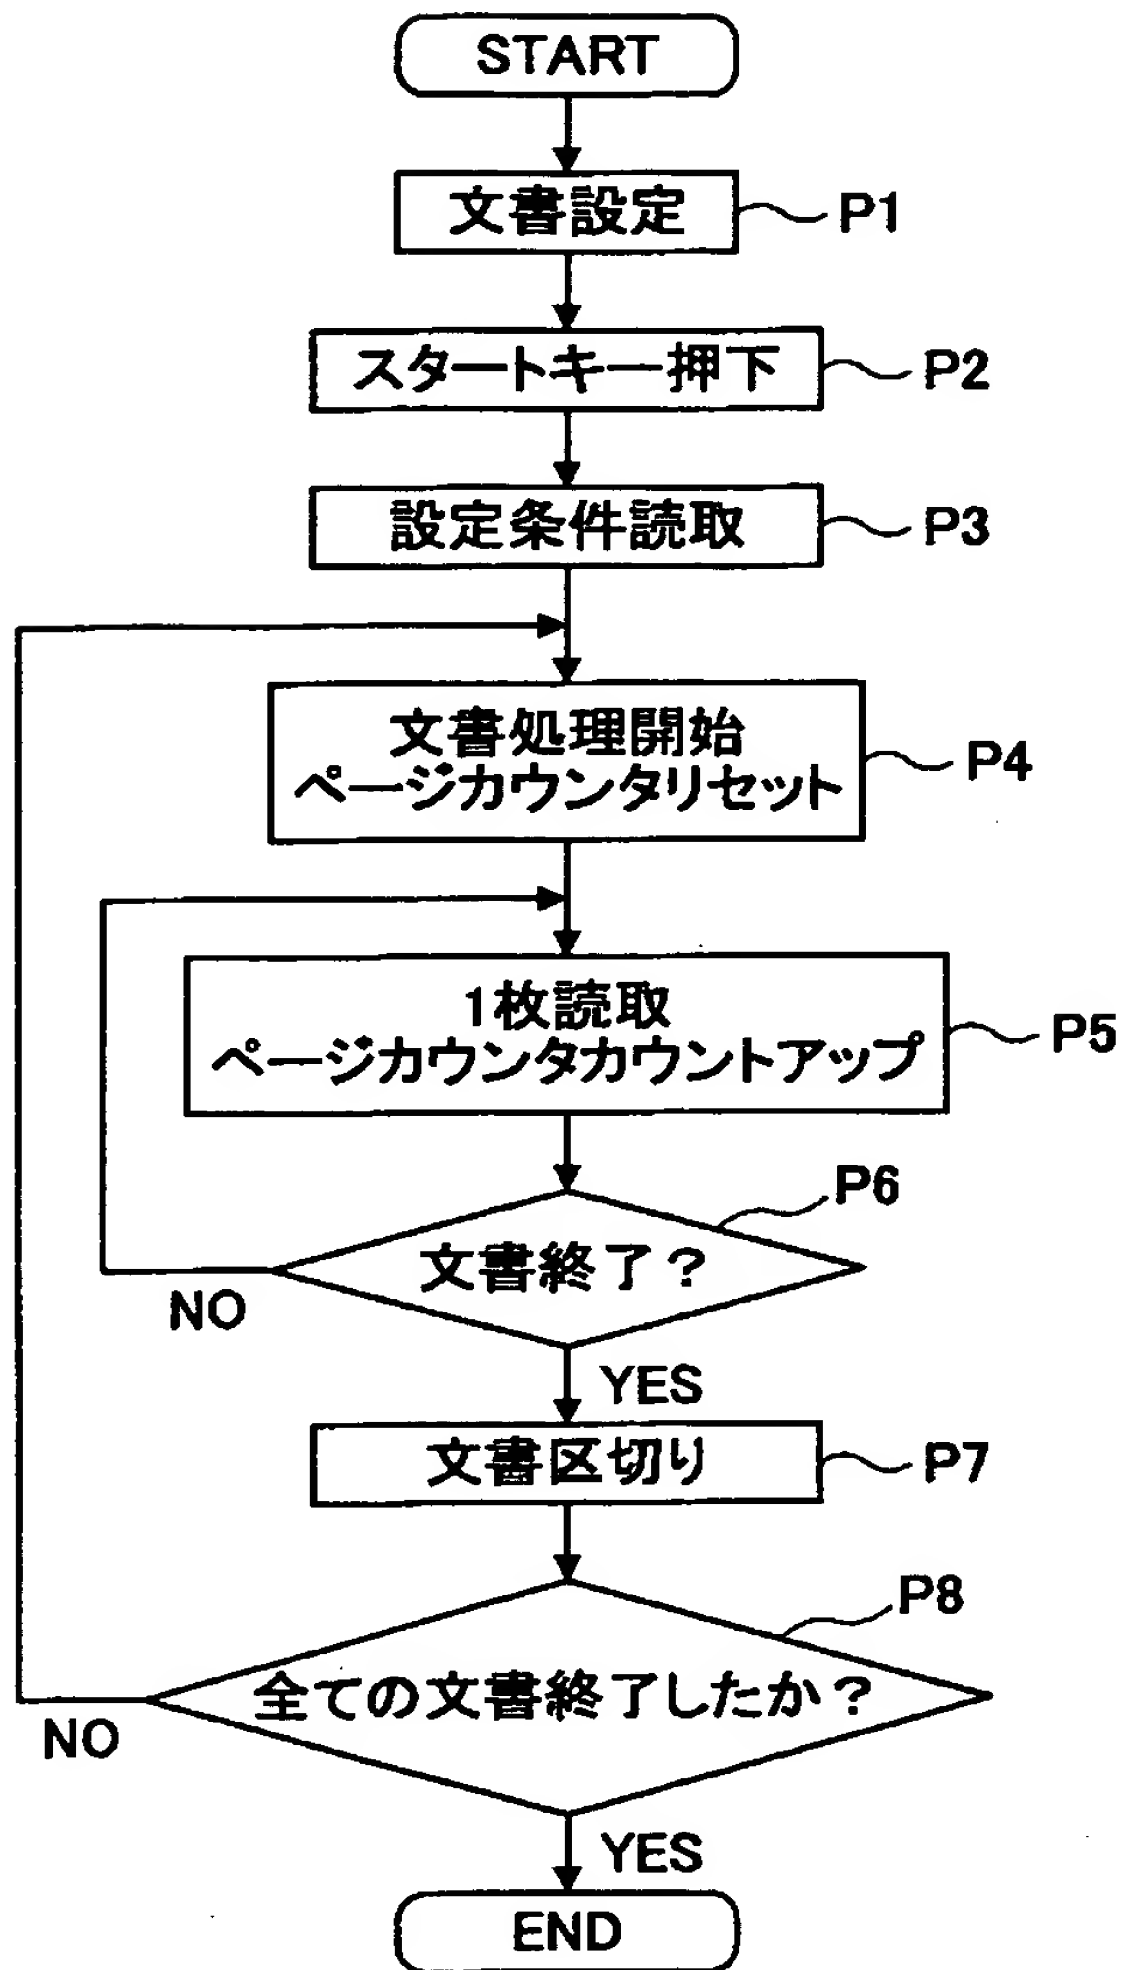 START
文書設定
P1
スタートキー押下
P2
設定条件読取
P3
文書処理開始
ページカウンタリセット
P4
1枚読取
ページカウンタカウントアップ
P5
P6
文書終了？
NO
YES
文書区切り
P7
P8
全ての文書終了したか？
NO
YES
END